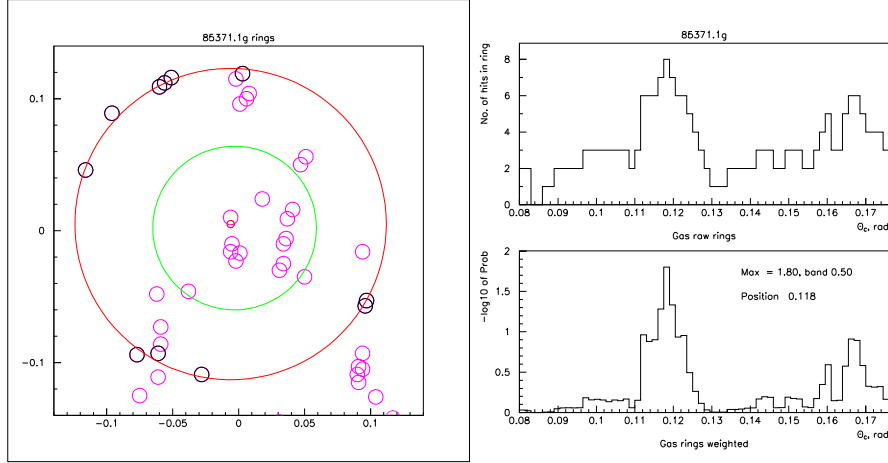 85371.1g rings
0.1
0
-0.1
-0.1
-0.05
0
0.05
0.1
85371.1g
No. of hits in ring
8
6
4
2
0
0.08 0.09 0.1 0.11 0.12 0.13 0.14 0.15 0.16 0.17
Θc, rad
Gas raw rings
-log10 of Prob
2
1.5
1
0.5
0
Max = 1.80, band 0.50
Position 0.118
0.08 0.09 0.1 0.11 0.12 0.13 0.14 0.15 0.16 0.17
Θc, rad
Gas rings weighted